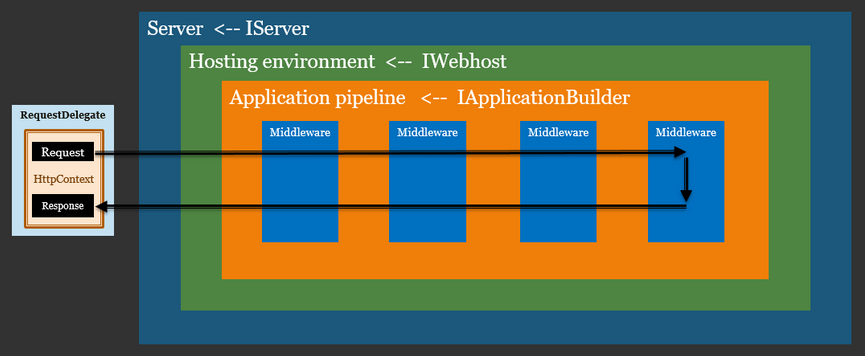 Server <-- IServer
Hosting environment <-- IWebhost
Application pipeline <-- IApplicationBuilder
RequestDelegate
Request
HttpContext
Response
Middleware
Middleware
Middleware
Middleware